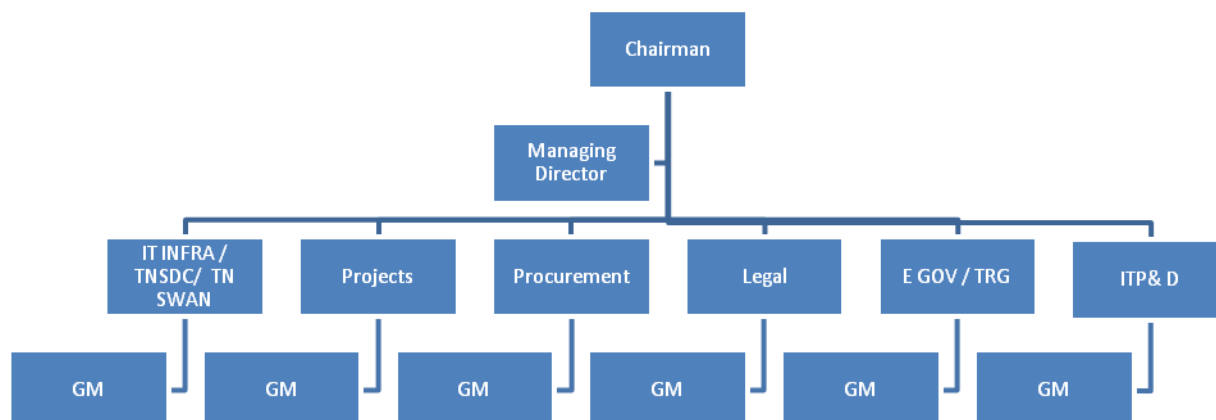 Chairman
Managing
Director
IT INFRA /
TNSDC/ TN
SWAN
Projects
Procurement
Legal
E GOV / TRG
ITP& D
GM
GM
GM
GM
GM
GM